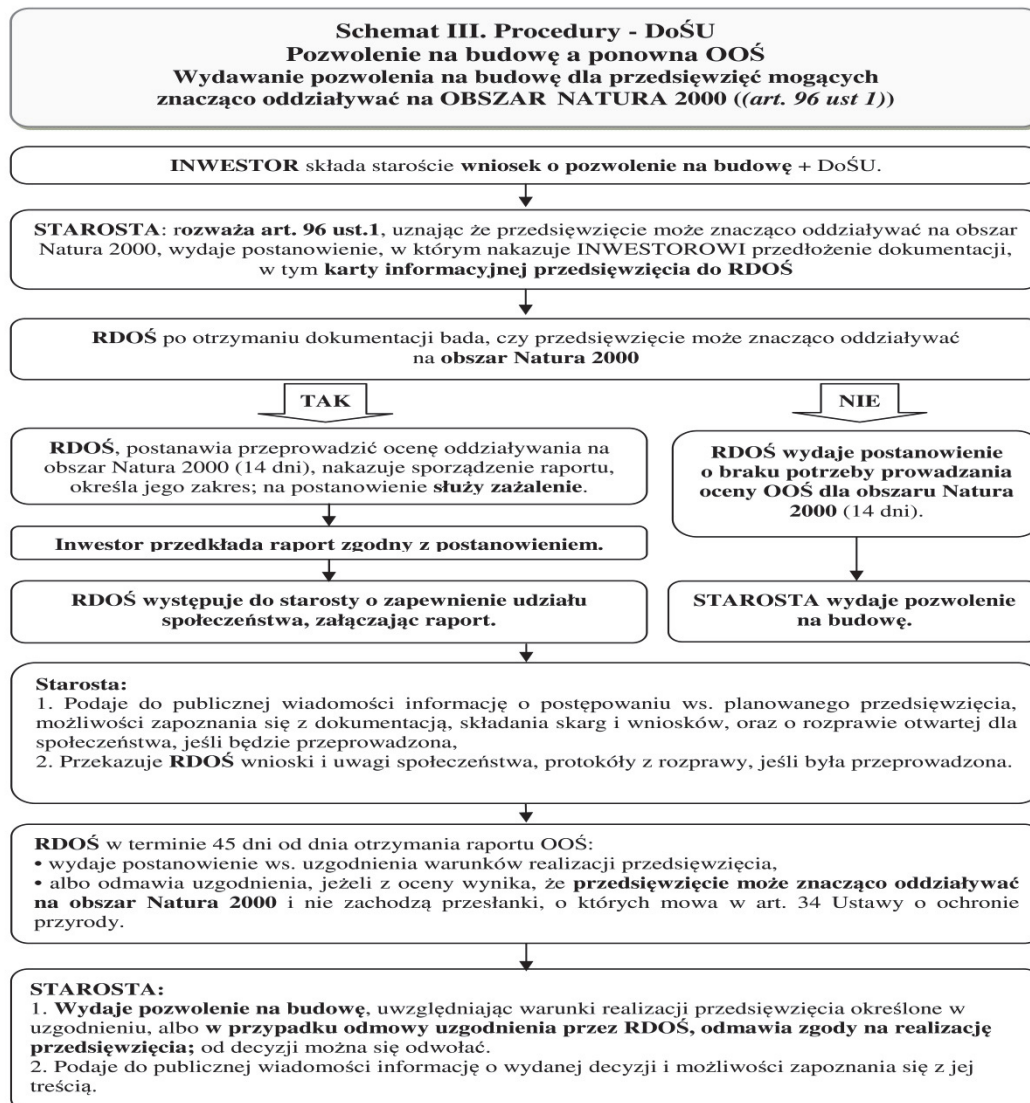 Schemat III. Procedury - DoŚU
Pozwolenie na budowę a ponowna OOŚ
Wydawanie pozwolenia na budowę dla przedsięwzięć mogących
znacząco oddziaływać na OBSZAR NATURA 2000 ((art. 96 ust 1))
INWESTOR składa staroście wniosek o pozwolenie na budowę + DoŚU.
STAROSTA: rozważa art. 96 ust.1, uznając że przedsięwzięcie może znacząco oddziaływać na obszar
Natura 2000, wydaje postanowienie, w którym nakazuje INWESTOROWI przedłożenie dokumentacji,
w tym karty informacyjnej przedsięwzięcia do RDOŚ
RDOŚ po otrzymaniu dokumentacji bada, czy przedsięwzięcie może znacząco oddziaływać
na obszar Natura 2000
TAK
RDOŚ, postanawia przeprowadzić ocenę oddziaływania na
obszar Natura 2000 (14 dni), nakazuje sporządzenie raportu,
określa jego zakres; na postanowienie służy zażalenie.
Inwestor przedkłada raport zgodny z postanowieniem.
RDOŚ występuje do starosty o zapewnienie udziału
społeczeństwa, załączając raport.
NIE
RDOŚ wydaje postanowienie
o braku potrzeby prowadzania
oceny OOŚ dla obszaru Natura
2000 (14 dni).
STAROSTA wydaje pozwolenie
na budowę.
Starosta:
1. Podaje do publicznej wiadomości informację o postępowaniu ws. planowanego przedsięwzięcia,
możliwości zapoznania się z dokumentacją, składania skarg i wniosków, oraz o rozprawie otwartej dla
społeczeństwa, jeśli będzie przeprowadzona,
2. Przekazuje RDOŚ wnioski i uwagi społeczeństwa, protokóły z rozprawy, jeśli była przeprowadzona.
RDOŚ w terminie 45 dni od dnia otrzymania raportu OOŚ:
• wydaje postanowienie ws. uzgodnienia warunków realizacji przedsięwzięcia,
• albo odmawia uzgodnienia, jeżeli z oceny wynika, że przedsięwzięcie może znacząco oddziaływać
na obszar Natura 2000 i nie zachodzą przesłanki, o których mowa w art. 34 Ustawy o ochronie
przyrody.
STAROSTA:
1. Wydaje pozwolenie na budowę, uwzględniając warunki realizacji przedsięwzięcia określone w
uzgodnieniu, albo w przypadku odmowy uzgodnienia przez RDOŚ, odmawia zgody na realizację
przedsięwzięcia; od decyzji można się odwołać.
2. Podaje do publicznej wiadomości informację o wydanej decyzji i możliwości zapoznania się z jej
treścią.